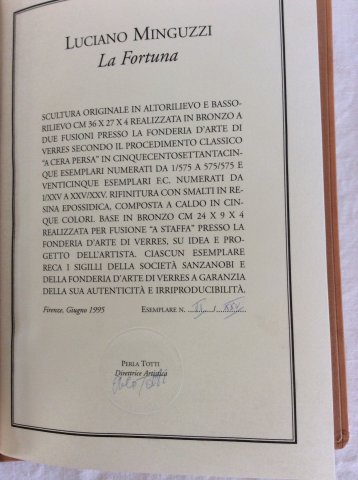 LUCIANO MINGUZZI
La Fortuna
SCULTURA ORIGINALE IN ALTORILIEVO E BASSO-
RILIEVO CM 36 X 27 X 4 REALIZZATA IN BRONZO A
DUE FUSIONI PRESSO LA FONDERIA D'ARTE DI
VERRES SECONDO IL PROCEDIMENTO CLASSICO
"A CERA PERSA" IN CINQUECENTOSETTANTACIN-
QUE ESEMPLARI NUMERATI DA 1/575 A 575/575 E
VENTICINQUE ESEMPLARI F.C. NUMERATI DA
I/XXV A XXV/XXV. RIFINITURA CON SMALTI IN RE-
SINA EPOSSIDICA, COMPOSTA A CALDO IN CIN-
QUE COLORI. BASE IN BRONZO CM 24 X 9 X 4
REALIZZATA PER FUSIONE "A STAFFA" PRESSO LA
FONDERIA D'ARTE DI VERRES, SU IDEA E PRO-
GETTO DELL'ARTISTA. CIASCUN ESEMPLARE
RECA I SIGILLI DELLA SOCIETÀ SANZANOBI E
DELLA FONDERIA D'ARTE DI VERRES A GARANZIA
DELLA SUA AUTENTICITÀ E IRRIPRODUCIBILITÀ.
Firenze, Giugno 1995 ESEMPLARE N. / XXV
PERLA TOTTI
Direttrice Artistica